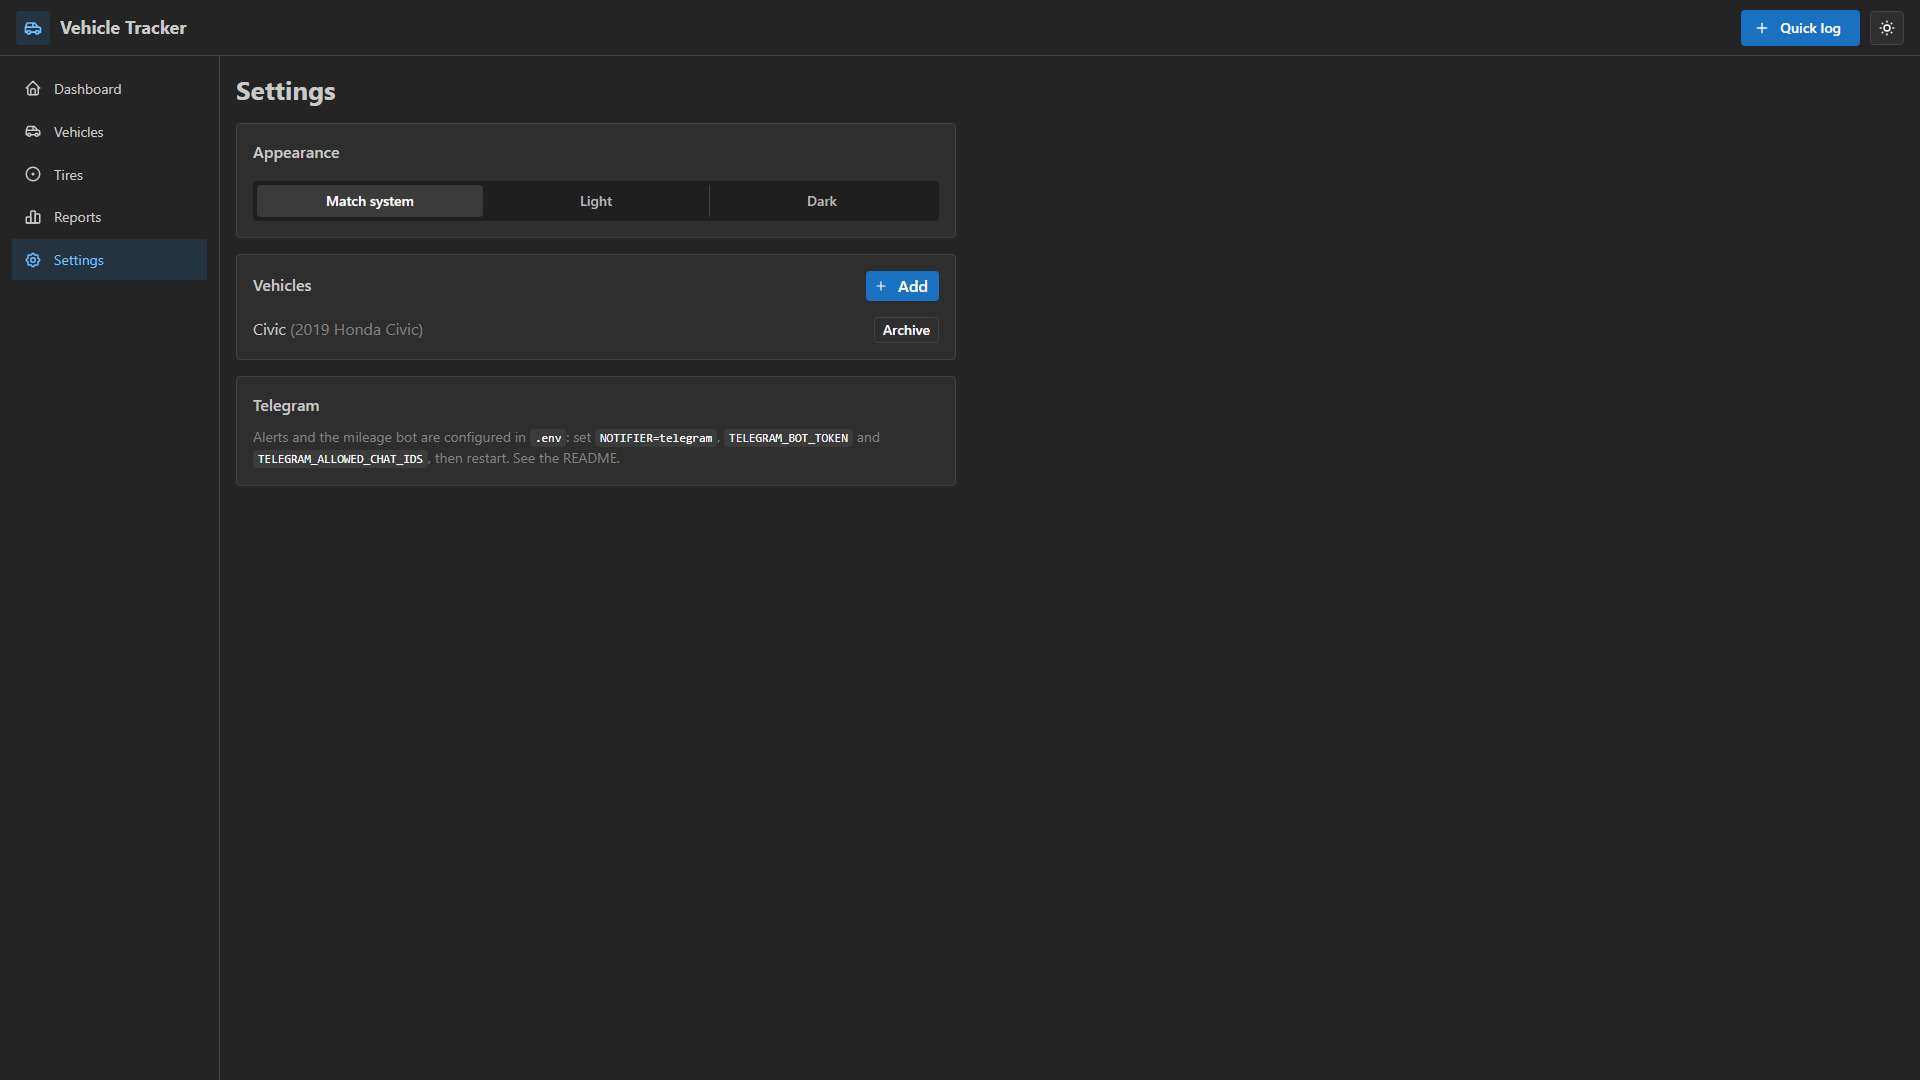 Vehicle Tracker
Quick log
Dashboard
Vehicles
Tires
Reports
Settings
Settings
Appearance
Match system
Light
Dark
Vehicles
Add
Civic (2019 Honda Civic)
Archive
Telegram
Alerts and the mileage bot are configured in .env: set NOTIFIER=telegram, TELEGRAM_BOT_TOKEN and
TELEGRAM_ALLOWED_CHAT_IDS, then restart. See the README.